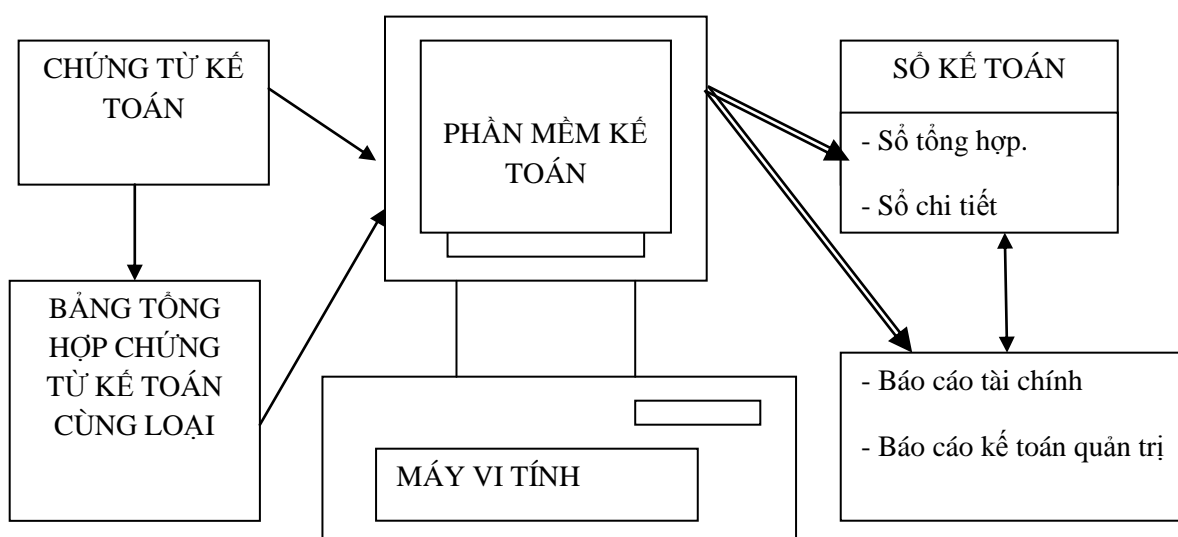 CHỨNG TỪ KẾ
TOÁN
BẢNG TỔNG
HỢP CHỨNG
TỪ KẾ TOÁN
CÙNG LOẠI
PHẦN MỀM KẾ
TOÁN
MÁY VI TÍNH
SỔ KẾ TOÁN
- Sổ tổng hợp.
- Sổ chi tiết
- Báo cáo tài chính
- Báo cáo kế toán quản trị